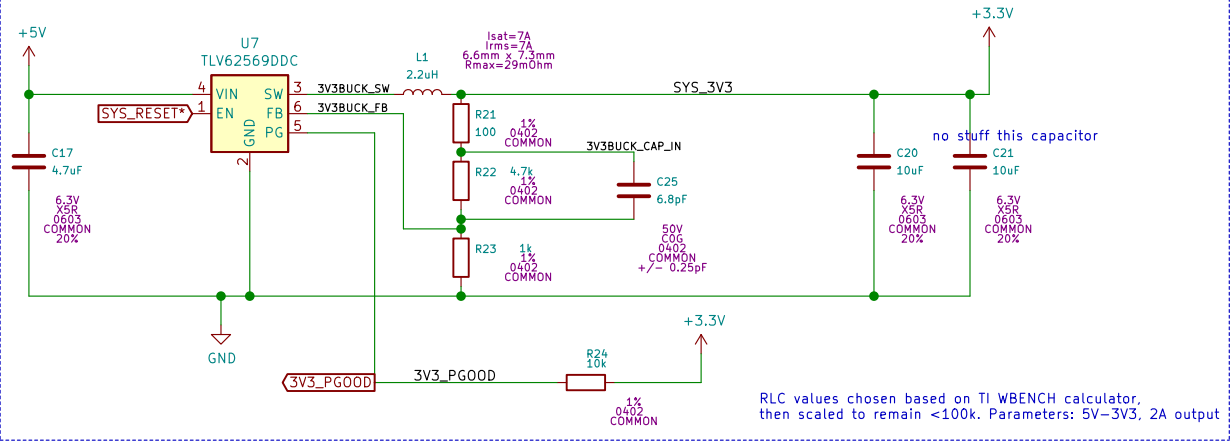 +5V
U7
TLV62569DDC
4 VIN SW 3
1 EN FB 6
PG 5
GND
2
SYS_RESET*
3V3BUCK_SW
3V3BUCK_FB
L1
2.2uH
Isat=7A
Irms=7A
6.6mm x 7.3mm
Rmax=29mOhm
SYS_3V3
+3.3V
C17
4.7uF
6.3V
X5R
0603
COMMON
20%
R21
100
1%
0402
COMMON
3V3BUCK_CAP_IN
R22
4.7k
1%
0402
COMMON
C25
6.8pF
50V
C0G
0402
COMMON
+/- 0.25pF
R23
1k
1%
0402
COMMON
no stuff this capacitor
C20
10uF
6.3V
X5R
0603
COMMON
20%
C21
10uF
6.3V
X5R
0603
COMMON
20%
GND
3V3_PGOOD
3V3_PGOOD
R24
10k
1%
0402
COMMON
+3.3V
RLC values chosen based on TI WBENCH calculator,
then scaled to remain <100k. Parameters: 5V-3V3, 2A output